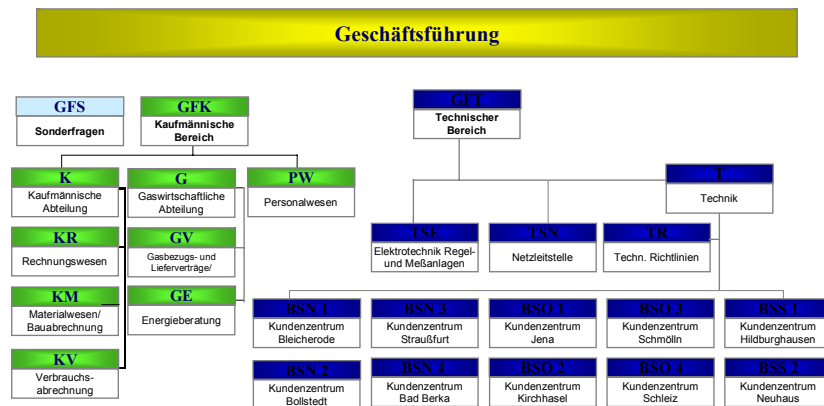 Geschäftsführung
GFS
Sonderfragen
GFK
Kaufmännische
Bereich
GFT
Technischer
Bereich
K
Kaufmännische
Abteilung
G
Gaswirtschaftliche
Abteilung
PW
Personalwesen
T
Technik
KR
Rechnungswesen
GV
Gasbezugs- und
Lieferverträge/
TSE
Elektrotechnik Regel-
und Meßanlagen
TSN
Netzleitstelle
TR
Techn. Richtlinien
KM
Materialwesen/
Bauabrechnung
GE
Energieberatung
BSN 1
Kundenzentrum
Bleicherode
BSN 3
Kundenzentrum
Straußfurt
BSO 1
Kundenzentrum
Jena
BSO 3
Kundenzentrum
Schmölln
BSS 1
Kundenzentrum
Hildburghausen
KV
Verbrauchs-
abrechnung
BSN 2
Kundenzentrum
Bollstedt
BSN 4
Kundenzentrum
Bad Berka
BSO 2
Kundenzentrum
Kirchhasel
BSO 4
Kundenzentrum
Schleiz
BSS 2
Kundenzentrum
Neuhaus